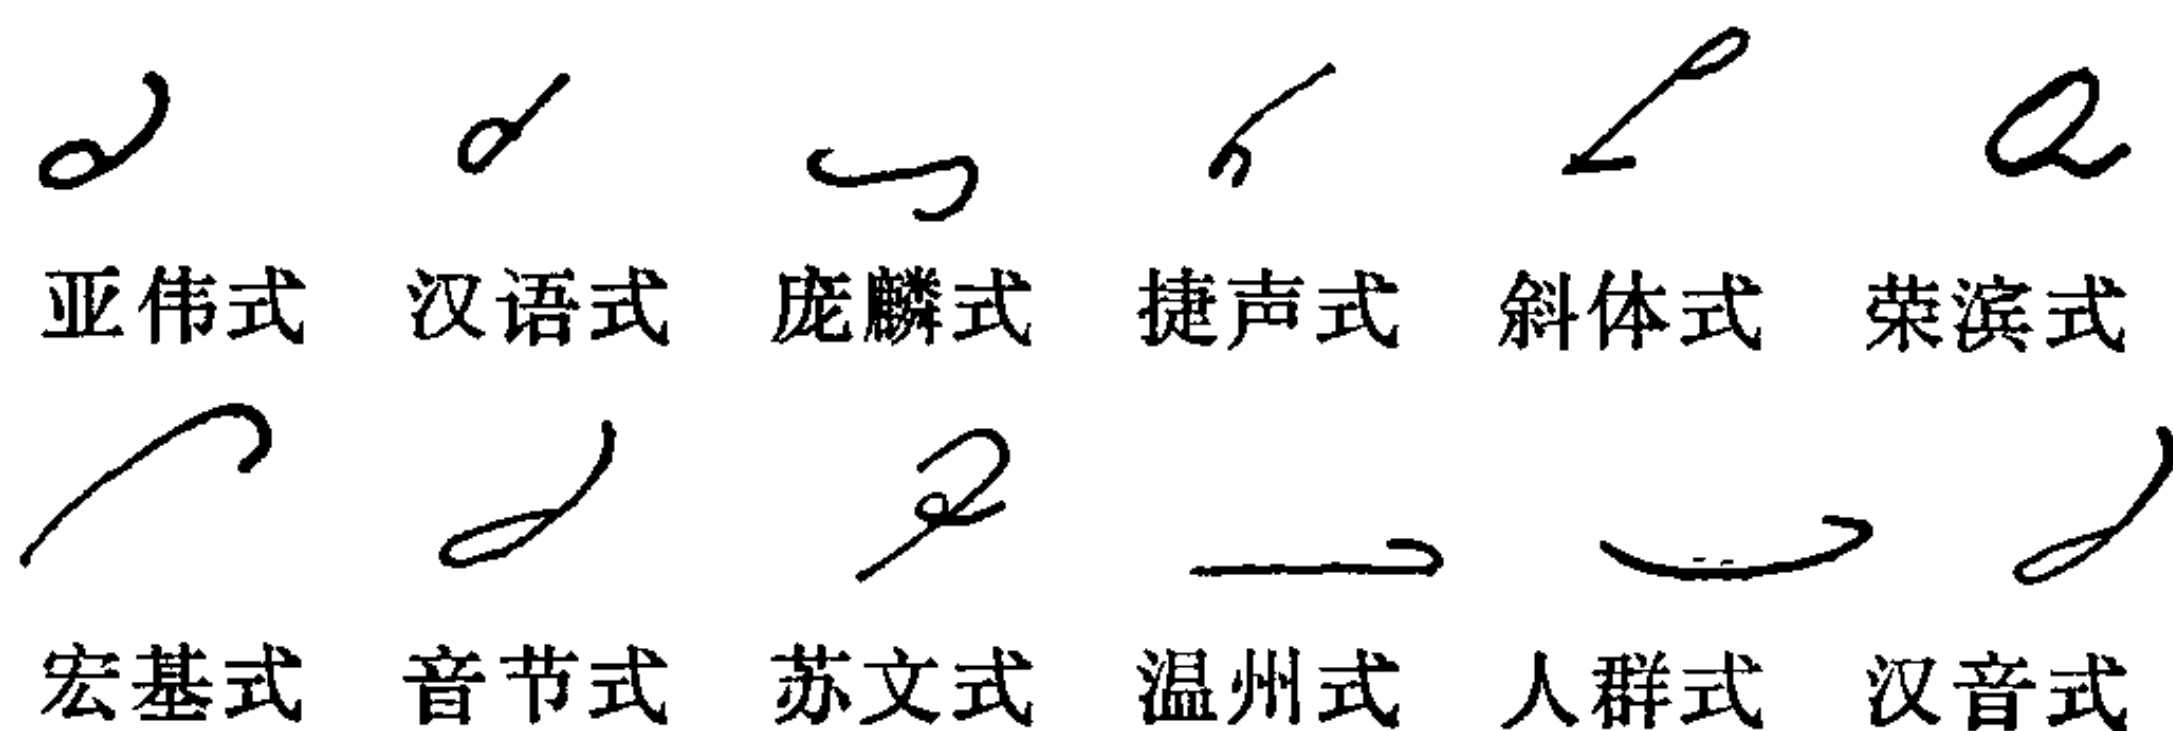 亚伟式 汉语式 庞麟式 捷声式 斜体式 荣滨式
宏基式 音节式 苏文式 温州式 人群式 汉音式